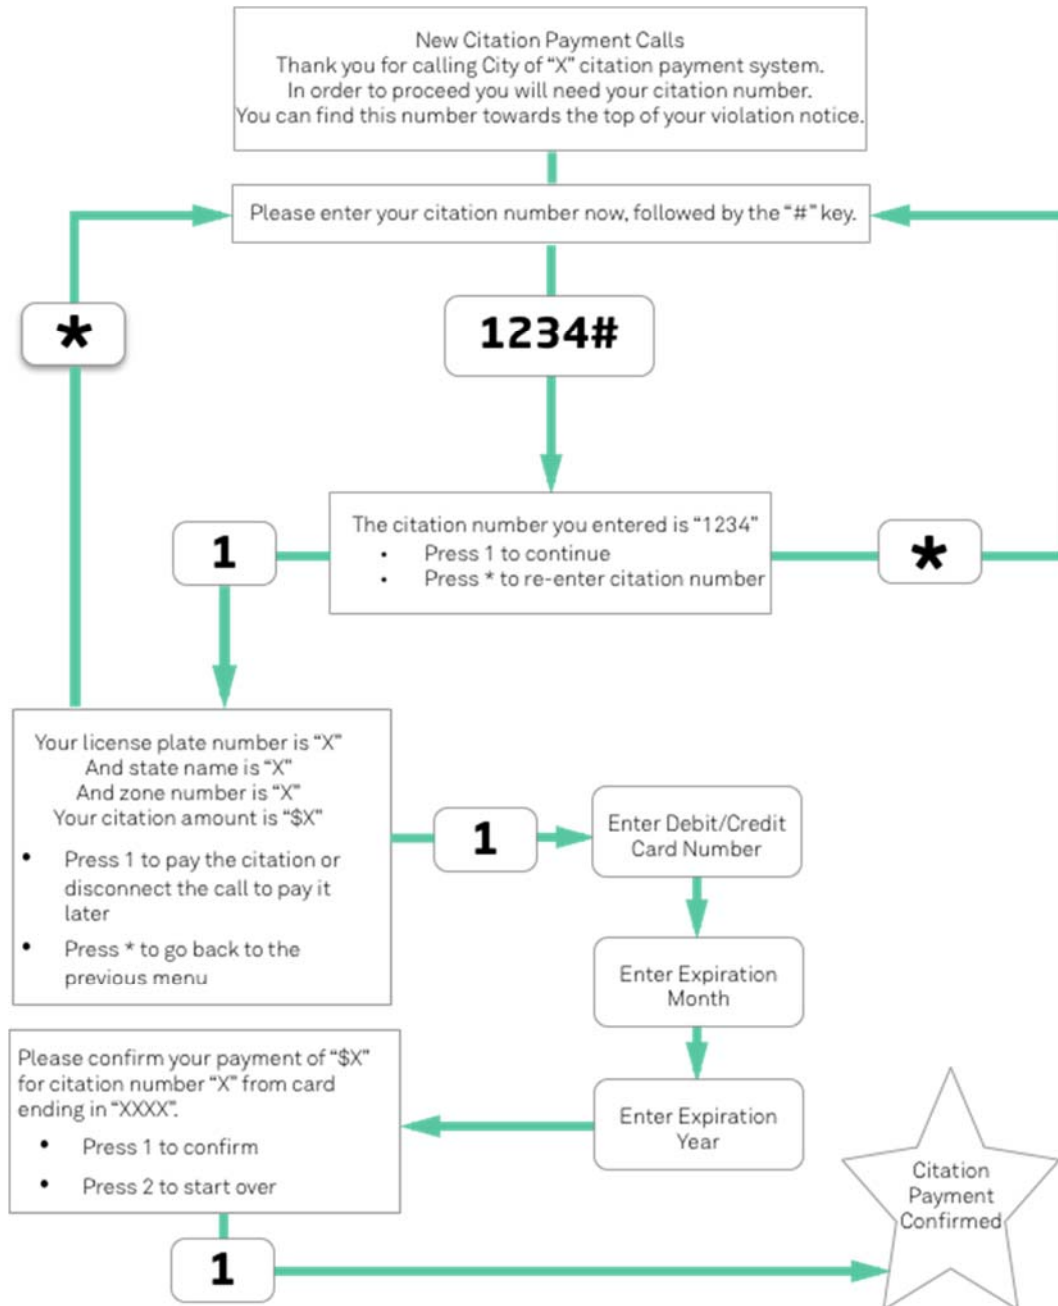 New Citation Payment Calls
Thank you for calling City of “X” citation payment system.
In order to proceed you will need your citation number.
You can find this number towards the top of your violation notice.
Please enter your citation number now, followed by the “#” key.
*
1234#
The citation number you entered is “1234”
• Press 1 to continue
• Press * to re-enter citation number
1
*
Your license plate number is “X”
And state name is “X”
And zone number is “X”
Your citation amount is “$X”
• Press 1 to pay the citation or
disconnect the call to pay it
later
• Press * to go back to the
previous menu
1
Enter Debit/Credit
Card Number
Enter Expiration
Month
Enter Expiration
Year
Please confirm your payment of “$X”
for citation number “X” from card
ending in “XXXX”.
• Press 1 to confirm
• Press 2 to start over
1
Citation
Payment
Confirmed